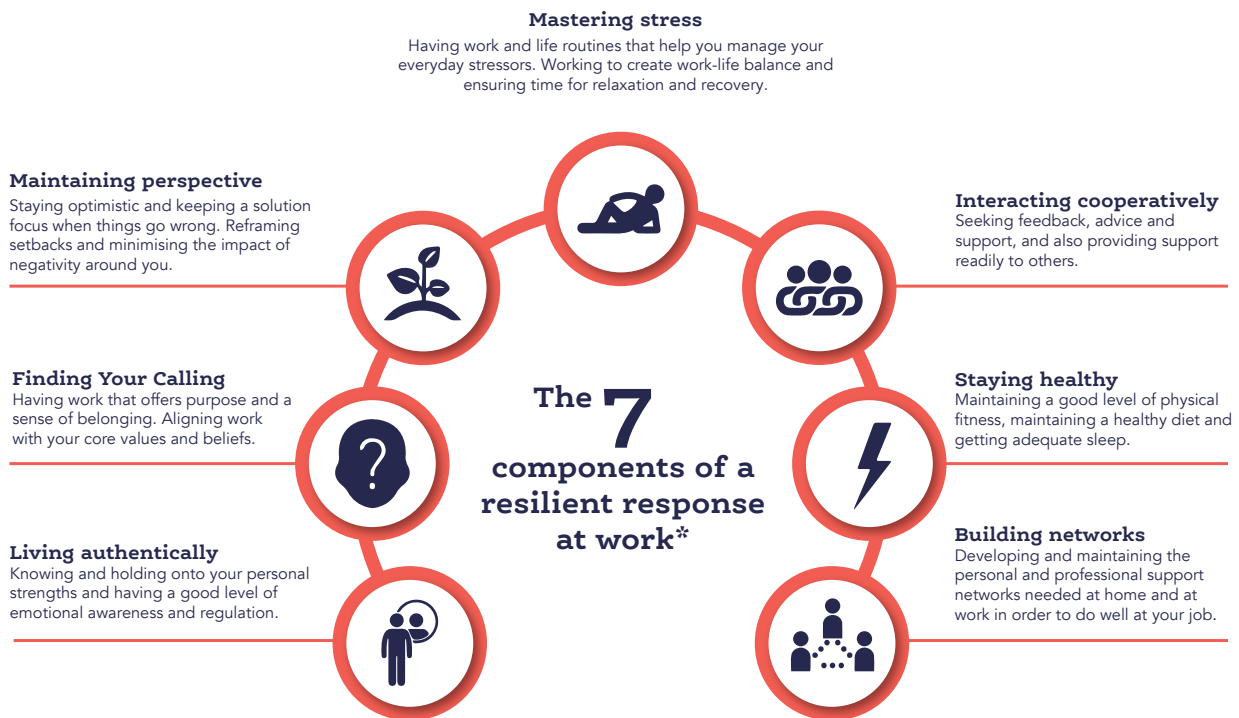 Mastering stress
Having work and life routines that help you manage your
everyday stressors. Working to create work-life balance and
ensuring time for relaxation and recovery.
Maintaining perspective
Staying optimistic and keeping a solution
focus when things go wrong. Reframing
setbacks and minimising the impact of
negativity around you.
Finding Your Calling
Having work that offers purpose and a
sense of belonging. Aligning work
with your core values and beliefs.
Living authentically
Knowing and holding onto your personal
strengths and having a good level of
emotional awareness and regulation.
?
The 7
components of a
resilient response
at work*
Interacting cooperatively
Seeking feedback, advice and
support, and also providing support
readily to others.
Staying healthy
Maintaining a good level of physical
fitness, maintaining a healthy diet and
getting adequate sleep.
Building networks
Developing and maintaining the
personal and professional support
networks needed at home and at
work in order to do well at your job.